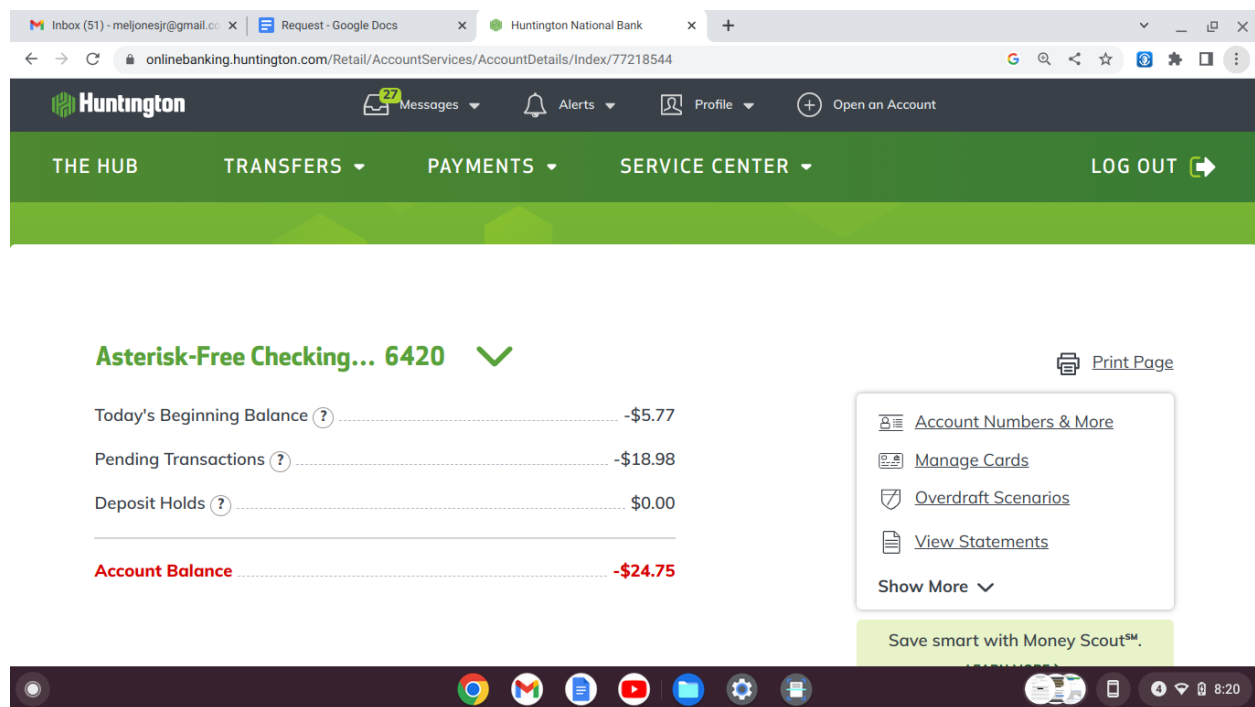 Inbox (51) - meljonesjr@gmail.co
Request - Google Docs
Huntington National Bank
onlinebanking.huntington.com/Retail/AccountServices/AccountDetails/Index/77218544
Huntington
27
Messages
Alerts
Profile
Open an Account
THE HUB
TRANSFERS
PAYMENTS
SERVICE CENTER
LOG OUT
Asterisk-Free Checking... 6420
Print Page
Today's Beginning Balance ? -$5.77
Pending Transactions ? -$18.98
Deposit Holds ? $0.00
Account Balance -$24.75
Account Numbers & More
Manage Cards
Overdraft Scenarios
View Statements
Show More
Save smart with Money Scout℠.
LEARN MORE
4
8:20